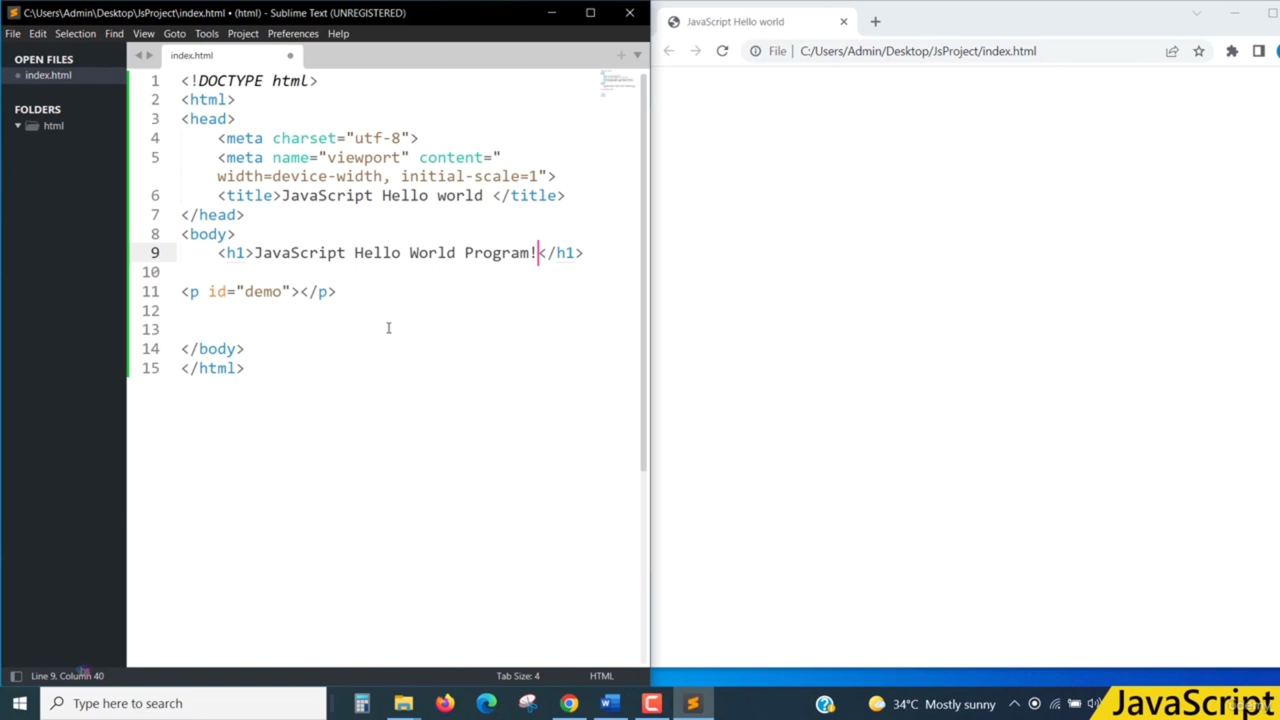 C:\Users\Admin\Desktop\JsProject\index.html • (html) - Sublime Text (UNREGISTERED)
File Edit Selection View Goto Tools Project Preferences Help
OPEN FILES
index.html
FOLDERS
html
index.html
1 <!DOCTYPE html>
2 <html>
3 <head>
4 <meta charset="utf-8">
5 <meta name="viewport" content="
width=device-width, initial-scale=1">
6 <title>JavaScript Hello world </title>
7 </head>
8 <body>
9 <h1>JavaScript Hello World Program!</h1>
10
11 <p id="demo"></p>
12
13
14 </body>
15 </html>
Line 9, Column 40
Tab Size: 4
HTML
JavaScript Hello world
File
C:/Users/Admin/Desktop/JsProject/index.html
Type here to search
34°C Mostly sunny
JavaScript